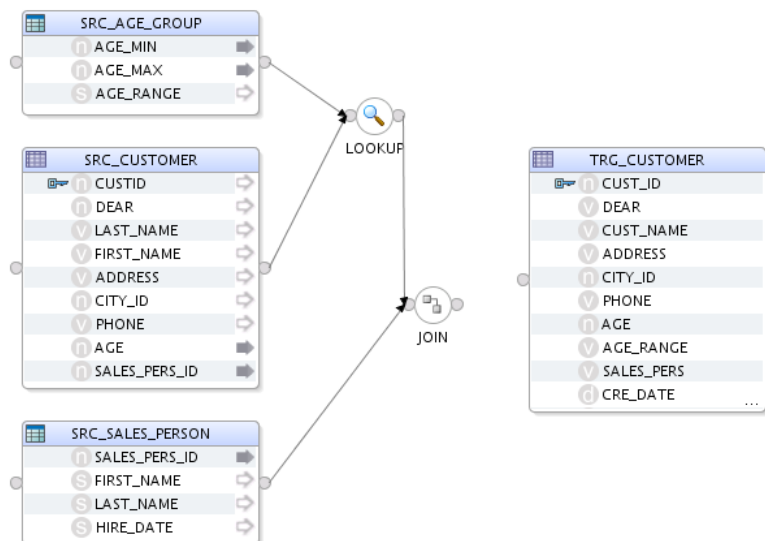 SRC_AGE_GROUP
n AGE_MIN
n AGE_MAX
s AGE_RANGE
LOOKUP
SRC_CUSTOMER
n CUSTID
n DEAR
v LAST_NAME
v FIRST_NAME
v ADDRESS
n CITY_ID
v PHONE
n AGE
n SALES_PERS_ID
JOIN
SRC_SALES_PERSON
n SALES_PERS_ID
s FIRST_NAME
s LAST_NAME
s HIRE_DATE
TRG_CUSTOMER
n CUST_ID
v DEAR
v CUST_NAME
v ADDRESS
n CITY_ID
v PHONE
n AGE
v AGE_RANGE
v SALES_PERS
d CRE_DATE
...